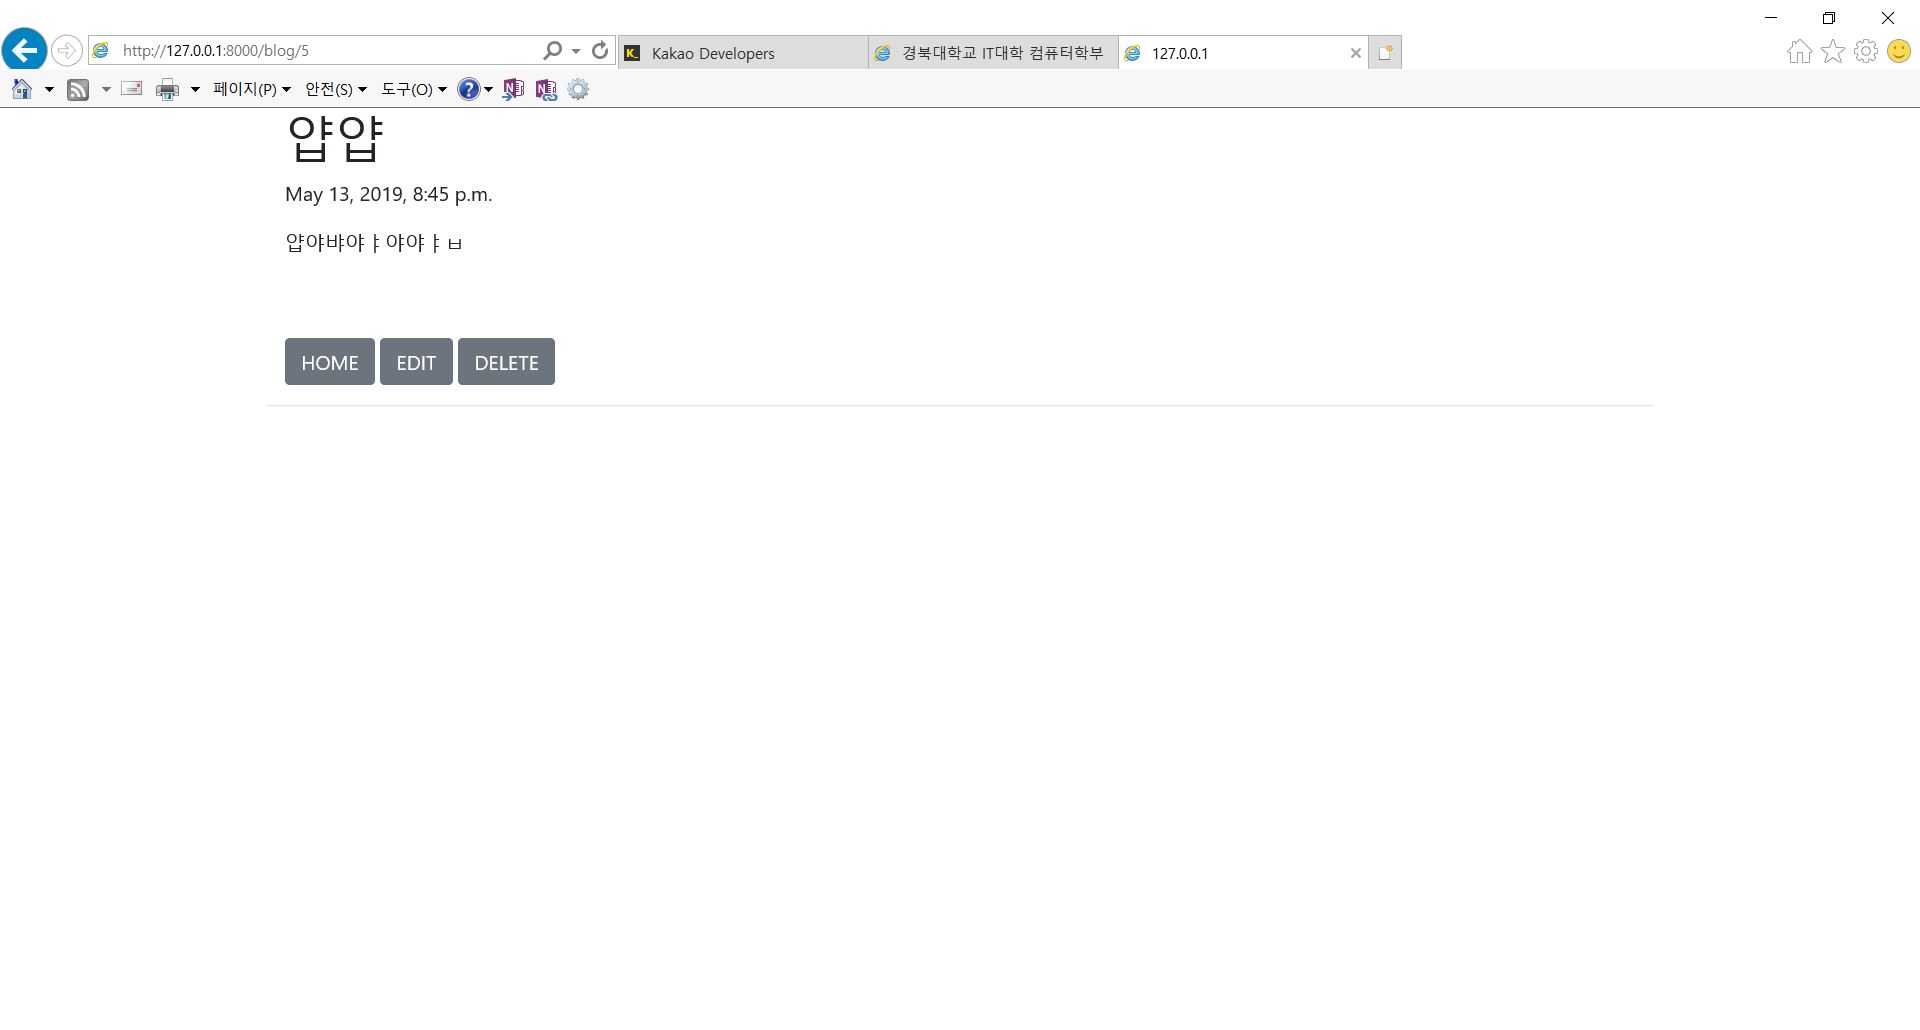 http://127.0.0.1:8000/blog/5
Kakao Developers
경북대학교 IT대학 컴퓨터학부
127.0.0.1
페이지(P)
안전(S)
도구(O)
얍얍
May 13, 2019, 8:45 p.m.
얍야뱌야ㅑ야야ㅑㅂ
HOME
EDIT
DELETE